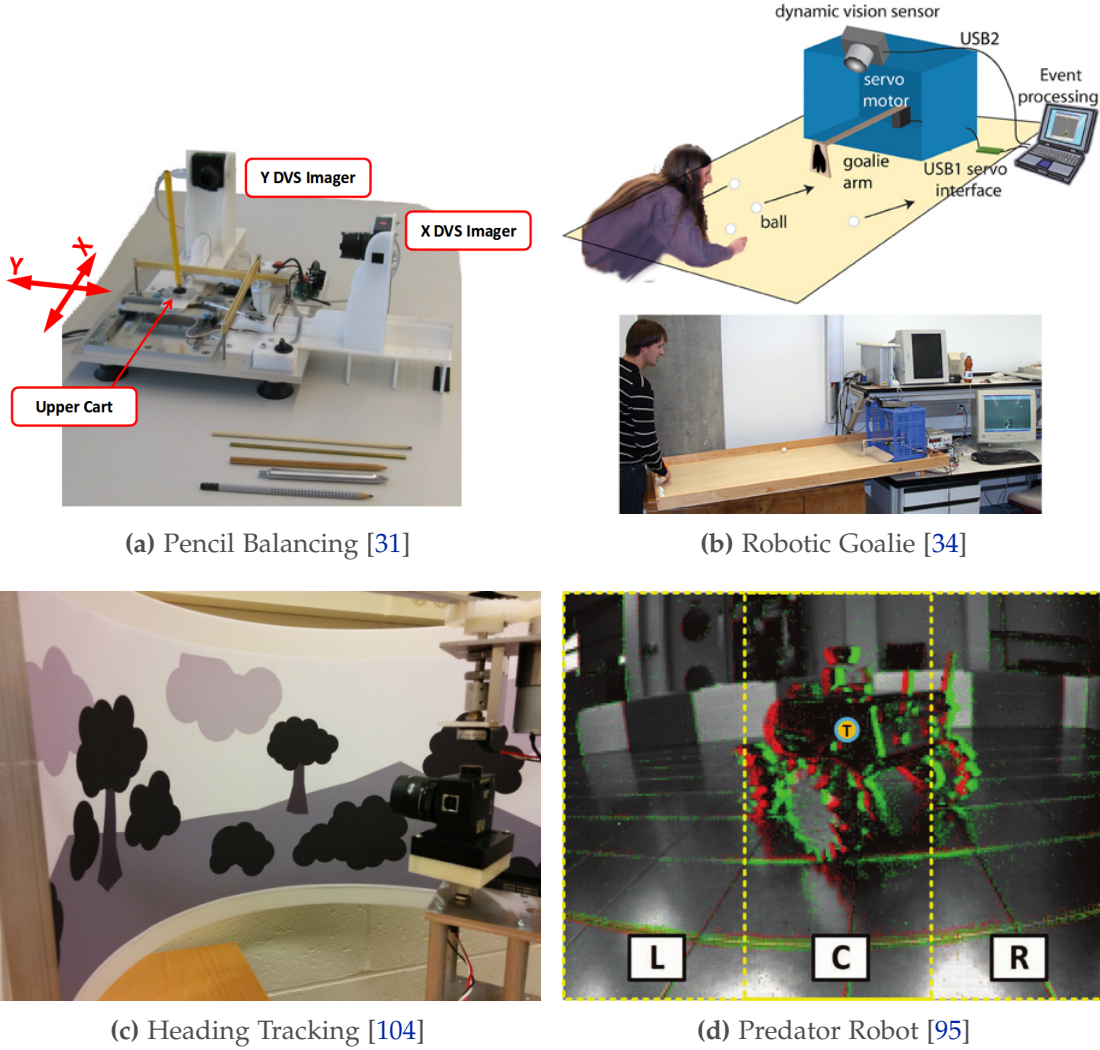 Y DVS Imager
X DVS Imager
X
Y
Upper Cart
(a) Pencil Balancing [31]
dynamic vision sensor
USB2
servo
motor
Event
processing
goalie
arm
USB1 servo
interface
ball
(b) Robotic Goalie [34]
(c) Heading Tracking [104]
T
L
C
R
(d) Predator Robot [95]